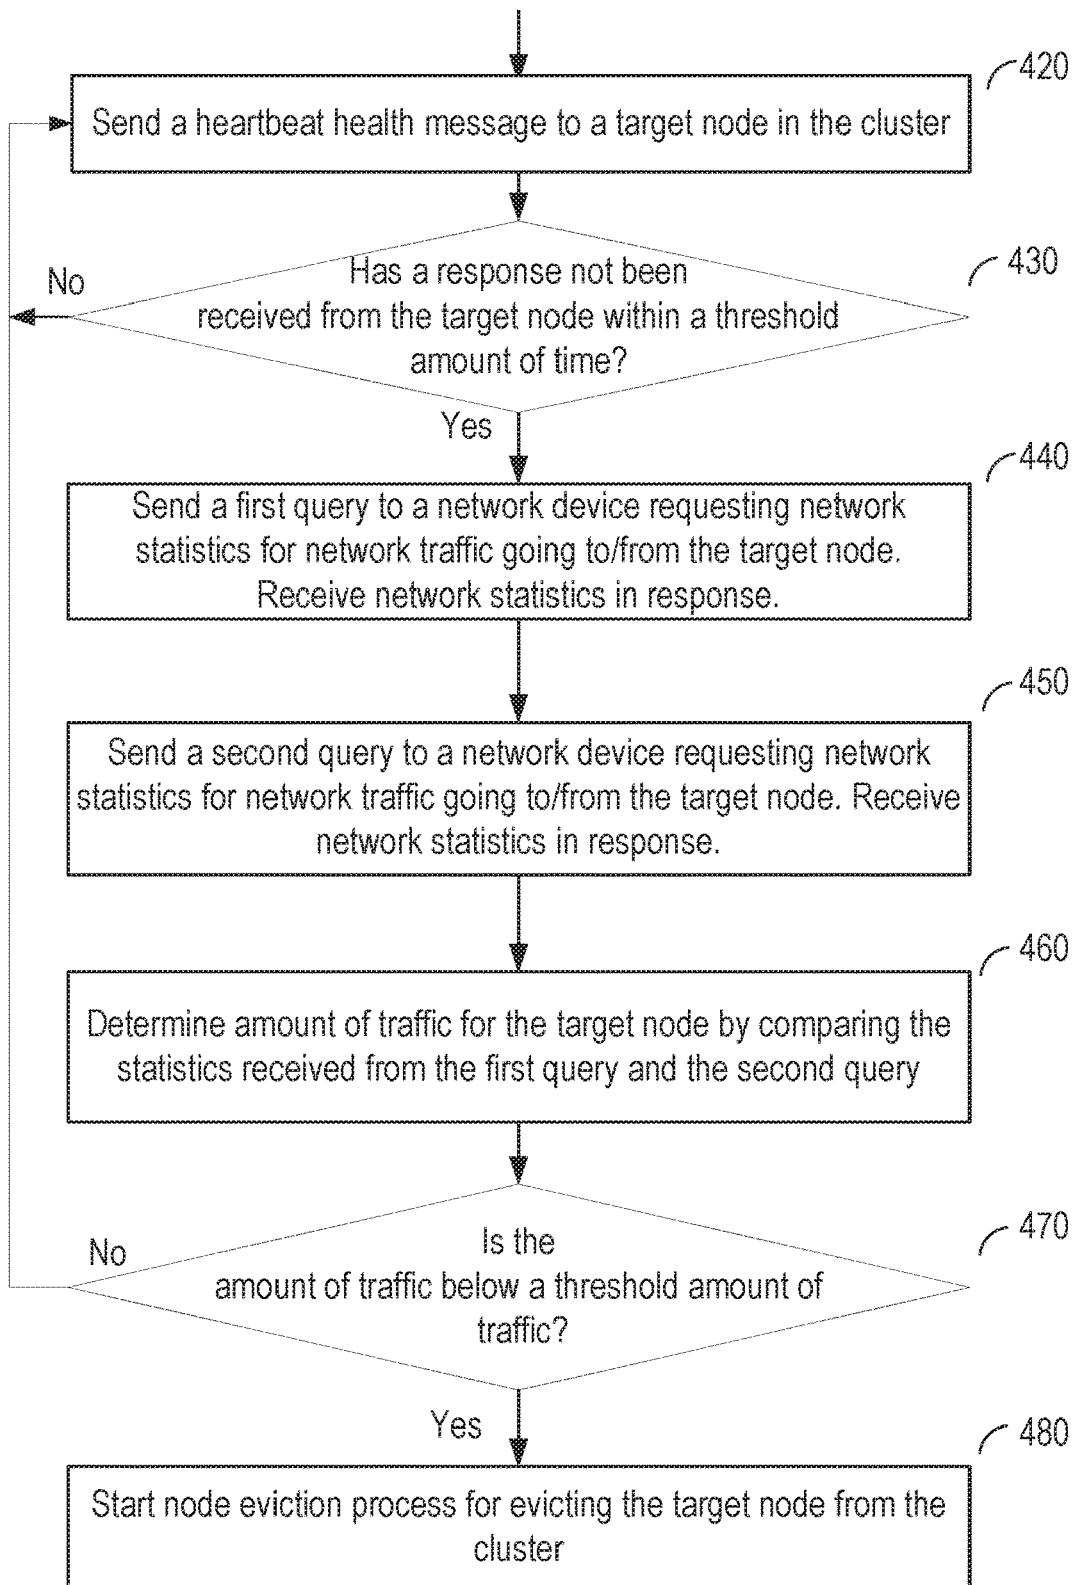 420
Send a heartbeat health message to a target node in the cluster
430
No
Has a response not been
received from the target node within a threshold
amount of time?
Yes
440
Send a first query to a network device requesting network
statistics for network traffic going to/from the target node.
Receive network statistics in response.
450
Send a second query to a network device requesting network
statistics for network traffic going to/from the target node. Receive
network statistics in response.
460
Determine amount of traffic for the target node by comparing the
statistics received from the first query and the second query
470
No
Is the
amount of traffic below a threshold amount of
traffic?
Yes
480
Start node eviction process for evicting the target node from the
cluster